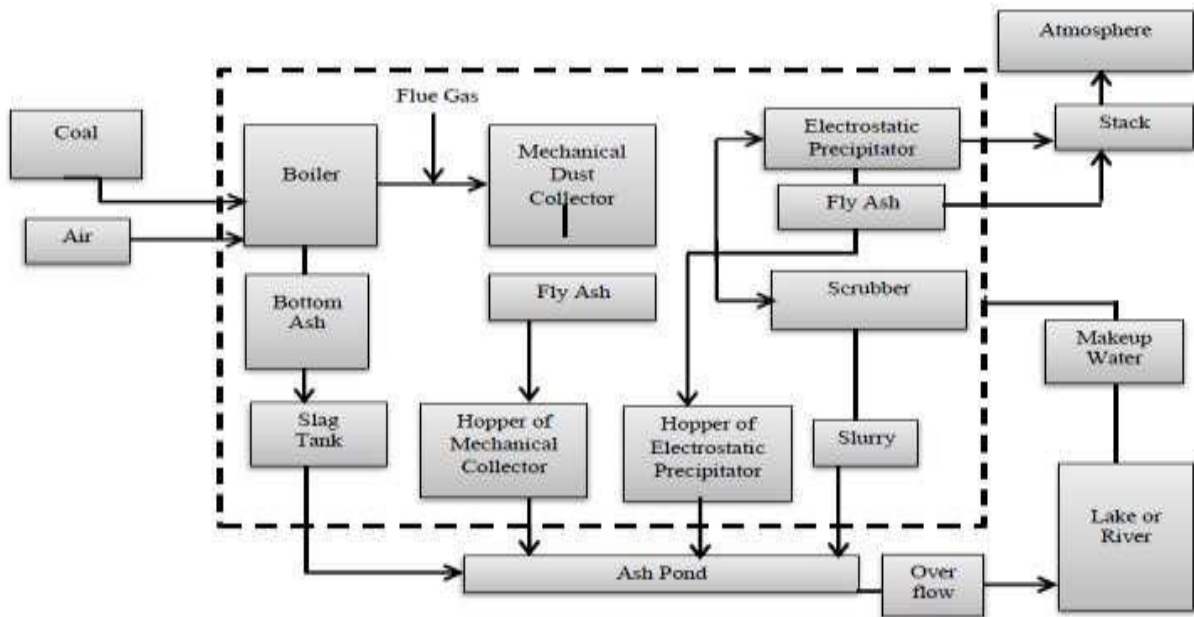 Atmosphere
Flue Gas
Coal
Boiler
Mechanical
Dust
Collector
Electrostatic
Precipitator
Stack
Air
Fly Ash
Bottom
Ash
Fly Ash
Scrubber
Makeup
Water
Slag
Tank
Hopper of
Mechanical
Collector
Hopper of
Electrostatic
Precipitator
Slurry
Lake or
River
Ash Pond
Over
flow